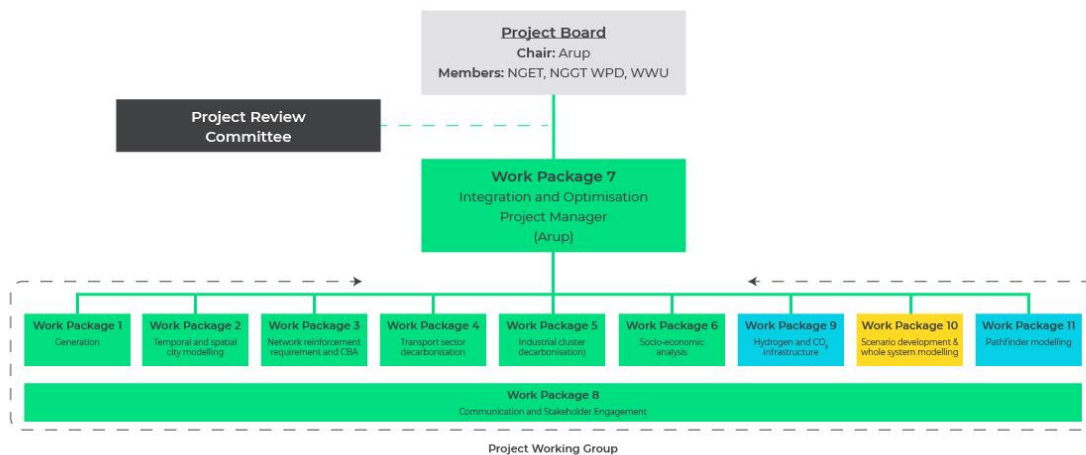 Project Board
Chair: Arup
Members: NGET, NGGT WPD, WWU
Project Review
Committee
Work Package 7
Integration and Optimisation
Project Manager
(Arup)
Work Package 1
Generation
Work Package 2
Temporal and spatial
city modelling
Work Package 3
Network reinforcement
requirement and CBA
Work Package 4
Transport sector
decarbonisation
Work Package 5
Industrial cluster
decarbonisation)
Work Package 6
Socio-economic
analysis
Work Package 9
Hydrogen and CO₂
infrastructure
Work Package 10
Scenario development &
whole system modelling
Work Package 11
Pathfinder modelling
Work Package 8
Communication and Stakeholder Engagement
Project Working Group